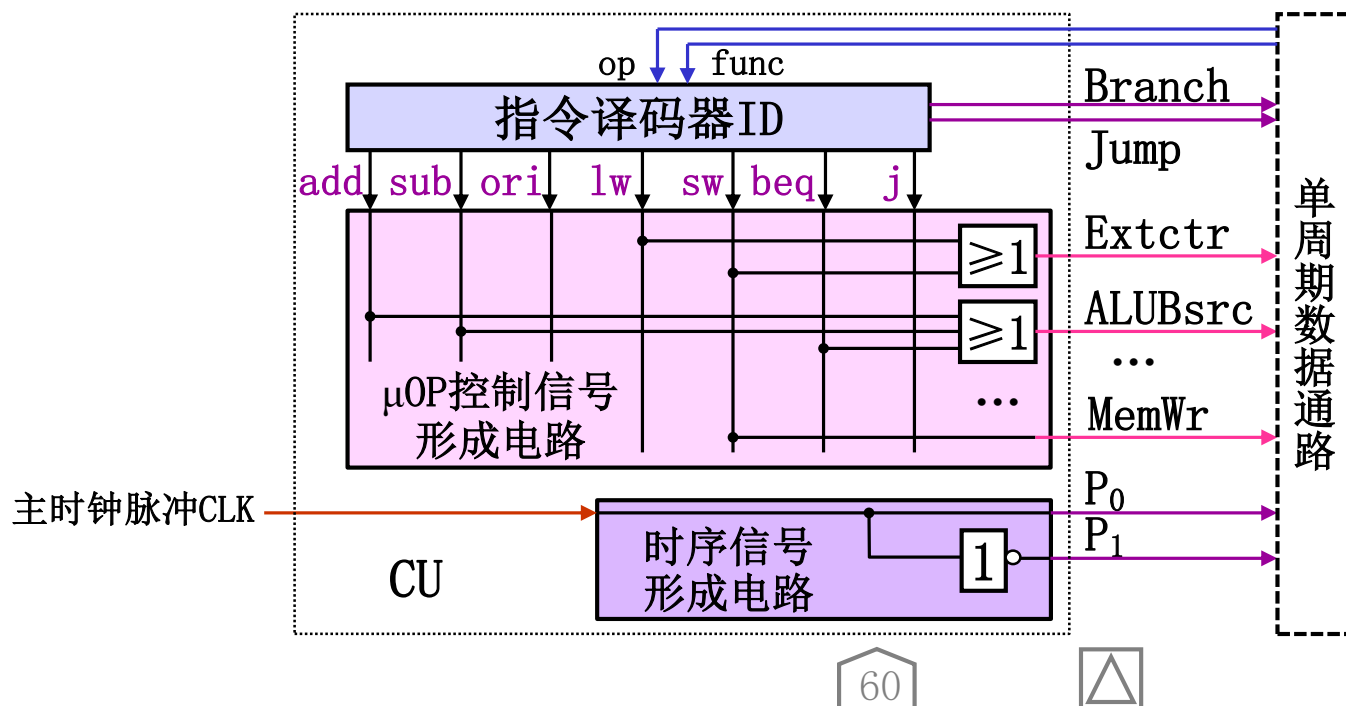 op func
指令译码器ID
Branch
Jump
add sub ori lw sw beq j
≥1
Extctr
≥1
ALUBsrc
…
μOP控制信号
形成电路
…
MemWr
单周期数据通路
主时钟脉冲CLK
P0
时序信号
形成电路
1
P1
CU
60